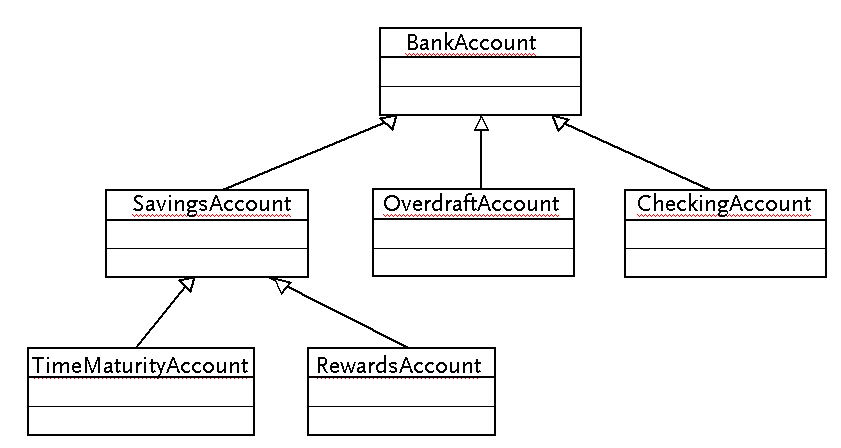 BankAccount
SavingsAccount
OverdraftAccount
CheckingAccount
TimeMaturityAccount
RewardsAccount